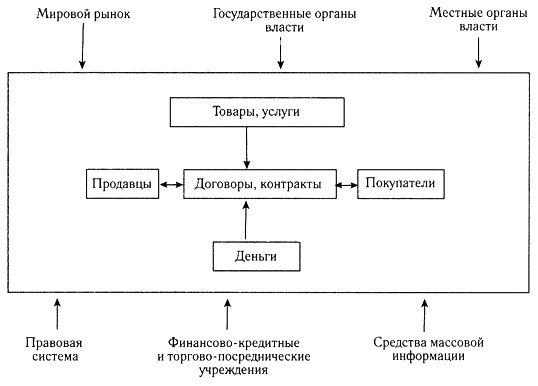 Мировой рынок
Государственные органы
власти
Местные органы
власти
Товары, услуги
Продавцы
Договоры, контракты
Покупатели
Деньги
Правовая
система
Финансово-кредитные
и торгово-посреднические
учреждения
Средства массовой
информации